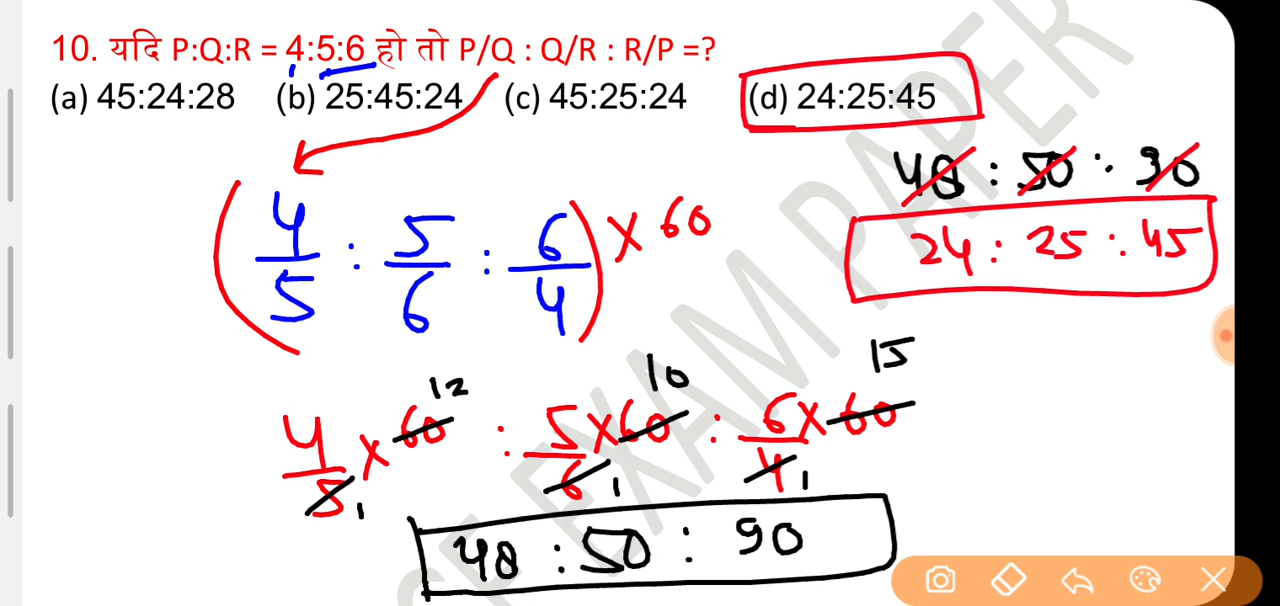 10. यदि P:Q:R = 4:5:6 हो तो P/Q : Q/R : R/P =?
(a) 45:24:28 (b) 25:45:24 (c) 45:25:24 (d) 24:25:45
48 : 50 : 90
24 : 25 : 45
(4/5 : 5/6 : 6/4) × 60
12 10 15
4/5 × 60 : 5×60/6 : 6×60/4
1 1 1
48 : 50 : 90
EXAM PAPER